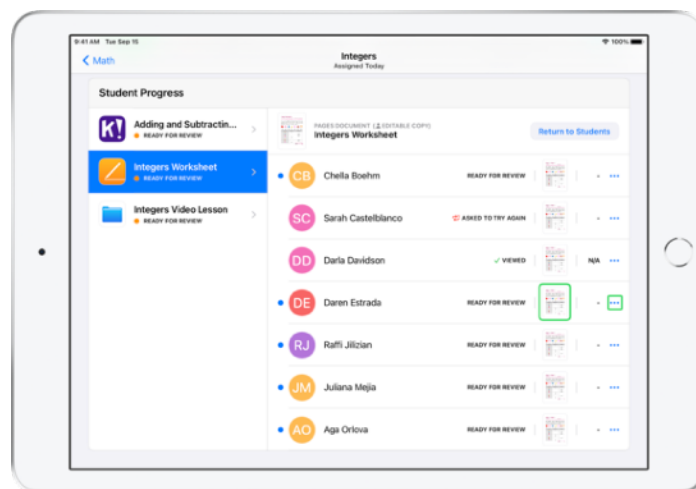 9:41 AM Tue Sep 15
100%
Math
Integers
Assigned Today
Student Progress
K!
Adding and Subtractin...
READY FOR REVIEW
Integers Worksheet
READY FOR REVIEW
Integers Video Lesson
READY FOR REVIEW
PAGES DOCUMENT (EDITABLE COPY)
Integers Worksheet
Return to Students
CB Chella Boehm READY FOR REVIEW
SC Sarah Castelblanco ASKED TO TRY AGAIN
DD Darla Davidson VIEWED N/A
DE Daren Estrada READY FOR REVIEW
RJ Raffi Jilizian READY FOR REVIEW
JM Juliana Mejia READY FOR REVIEW
AO Aga Orlova READY FOR REVIEW